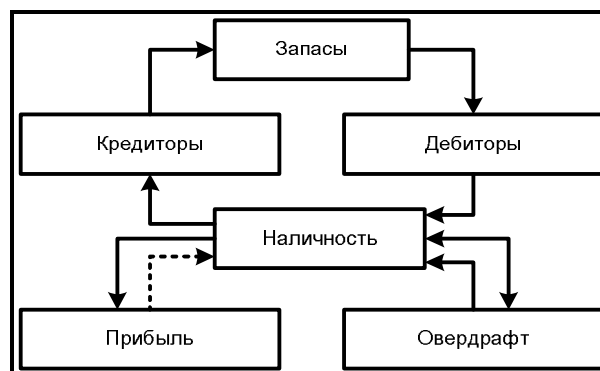 Запасы
Кредиторы
Дебиторы
Наличность
Прибыль
Овердрафт